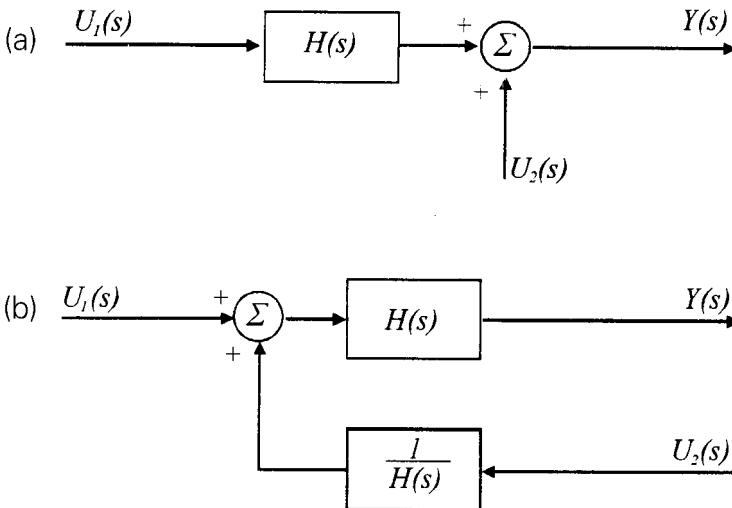 (a)
U₁(s)
H(s)
+
Σ
Y(s)
+
U₂(s)
(b)
U₁(s)
+
Σ
H(s)
Y(s)
+
1
H(s)
U₂(s)